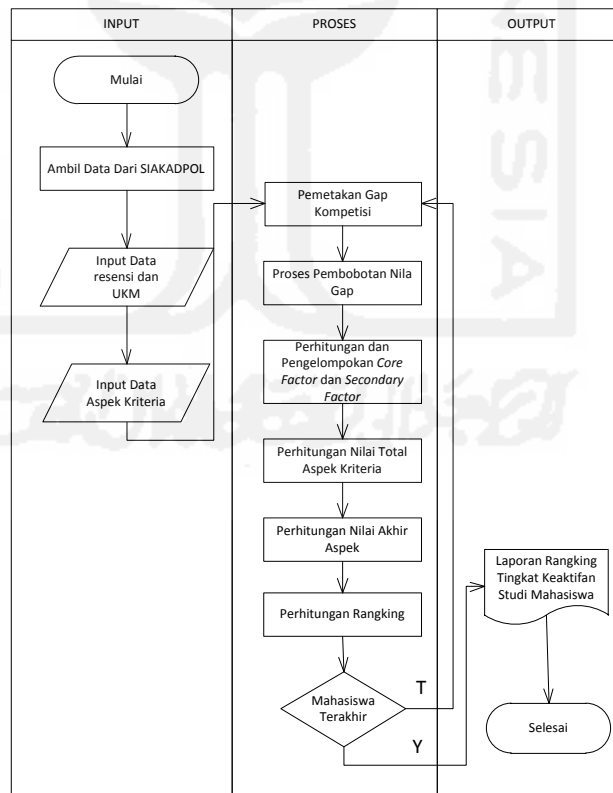 INPUT
PROSES
OUTPUT
Mulai
Ambil Data Dari SIAKADPOL
Input Data
resensi dan
UKM
Input Data
Aspek Kriteria
Pemetakan Gap
Kompetisi
Proses Pembobotan Nila
Gap
Perhitungan dan
Pengelompokan Core
Factor dan Secondary
Factor
Perhitungan Nilai Total
Aspek Kriteria
Perhitungan Nilai Akhir
Aspek
Perhitungan Rangking
Mahasiswa
Terakhir
T
Y
Laporan Rangking
Tingkat Keaktifan
Studi Mahasiswa
Selesai
NESIA